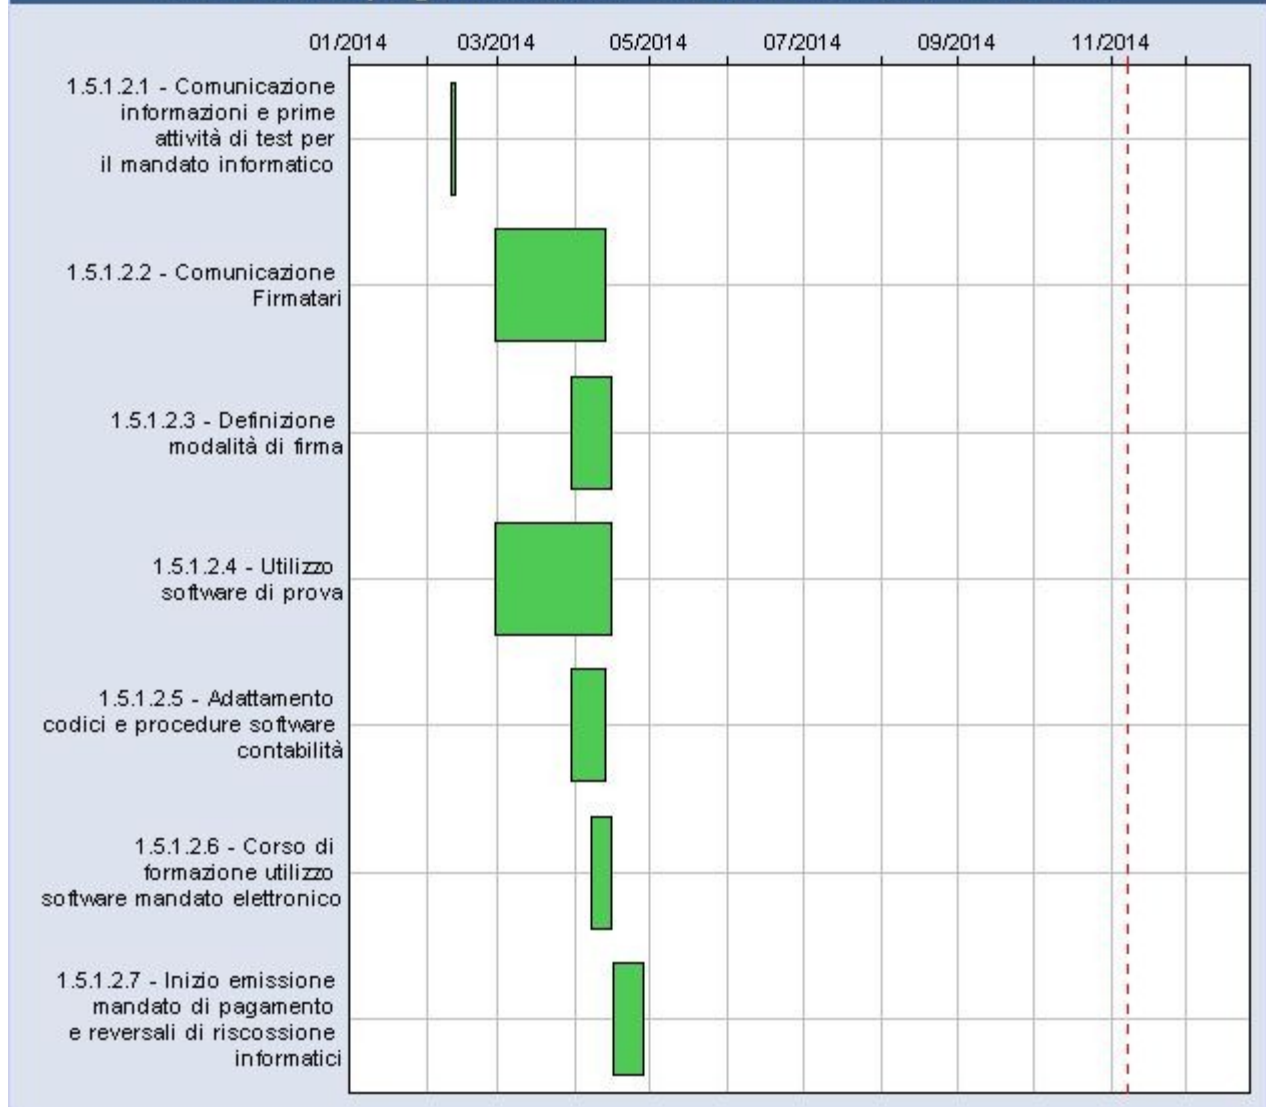 01/2014 03/2014 05/2014 07/2014 09/2014 11/2014
1.5.1.2.1 - Comunicazione
informazioni e prime
attività di test per
il mandato informatico
1.5.1.2.2 - Comunicazione
Firmatari
1.5.1.2.3 - Definizione
modalità di firma
1.5.1.2.4 - Utilizzo
software di prova
1.5.1.2.5 - Adattamento
codici e procedure software
contabilità
1.5.1.2.6 - Corso di
formazione utilizzo
software mandato elettronico
1.5.1.2.7 - Inizio emissione
mandato di pagamento
e reversali di riscossione
informatici